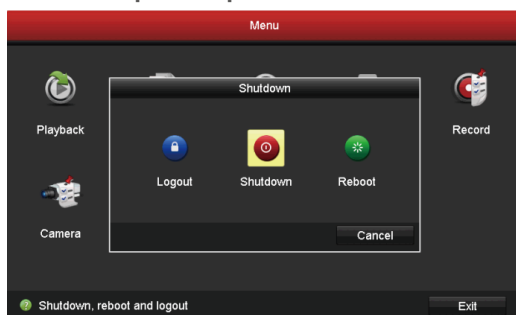 Menu
Shutdown
Playback
Record
Logout Shutdown Reboot
Camera
Cancel
Shutdown, reboot and logout
Exit